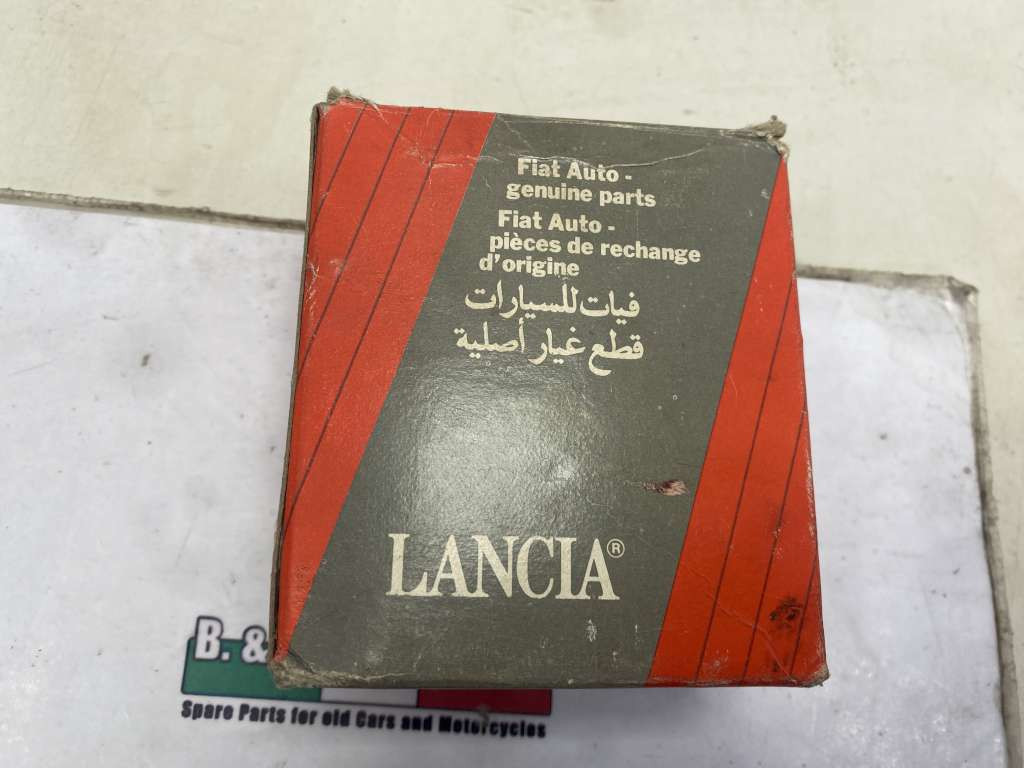 Fiat Auto -
genuine parts
Fiat Auto -
pièces de rechange
d'origine
فيات للسيارات
قطع غيار أصلية
LANCIA®
B. &
Spare Parts for old Cars and Motorcycles